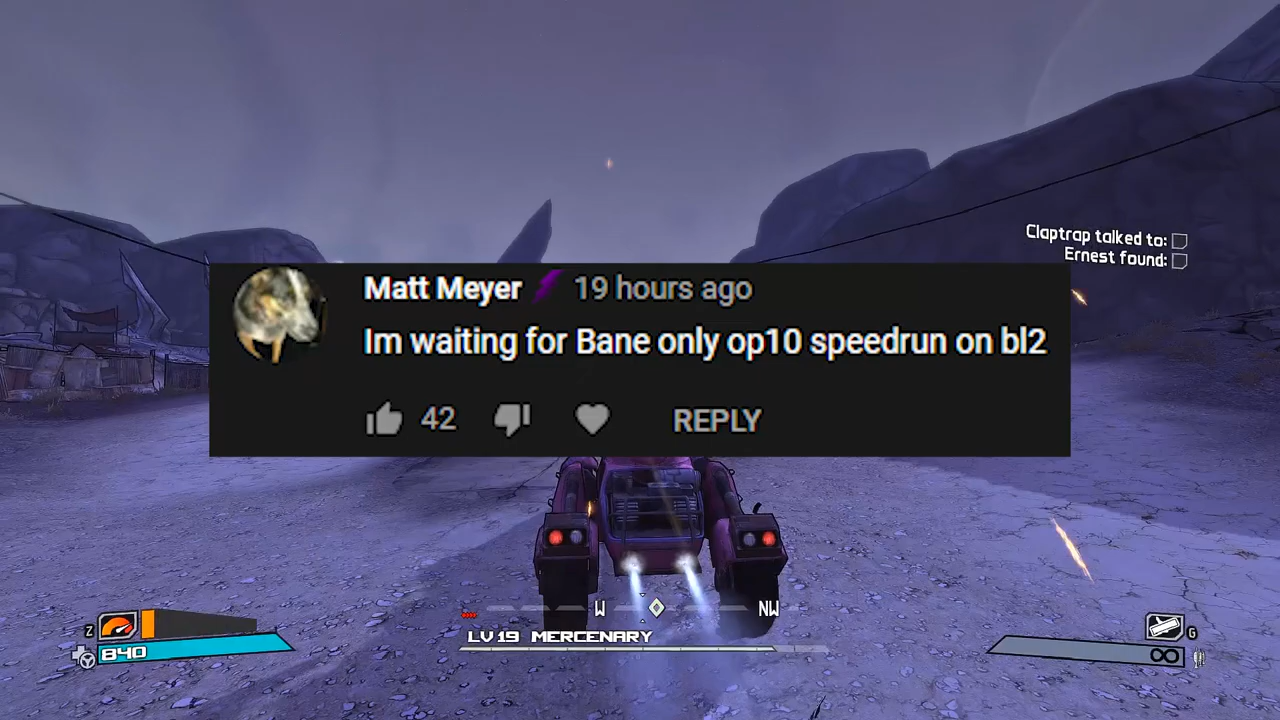 Claptrap talked to:
Ernest found:
Matt Meyer 19 hours ago
Im waiting for Bane only op10 speedrun on bl2
42 REPLY
W NW
LV 19 MERCENARY
Z
840
G
∞